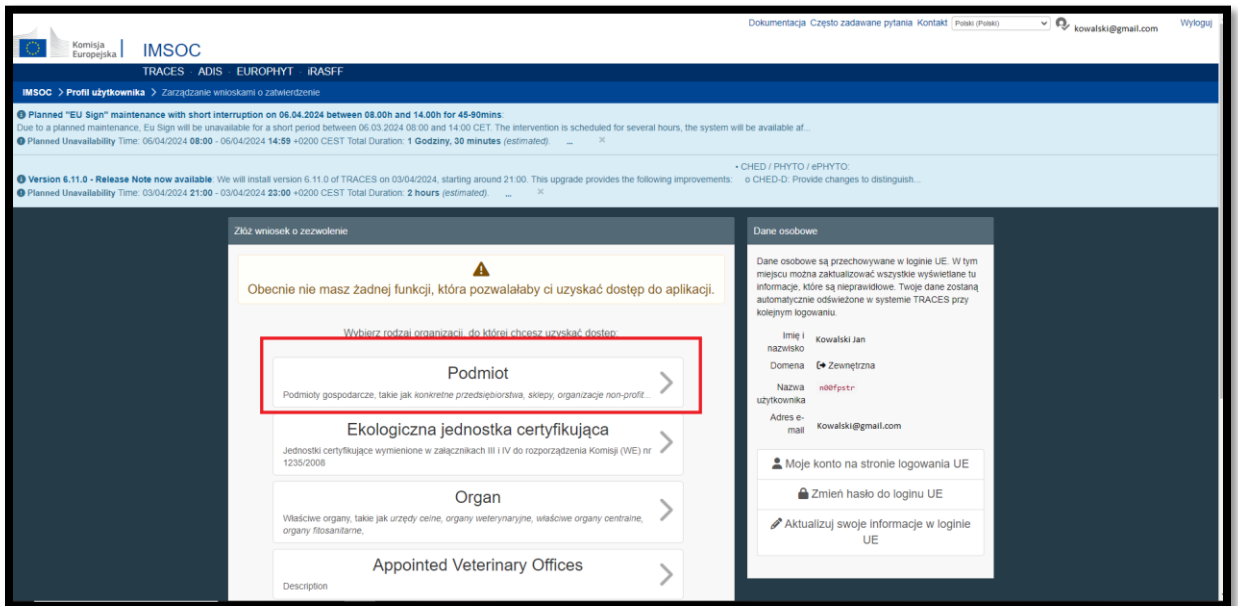 Dokumentacja Często zadawane pytania Kontakt Polski (Polski) kowalski@gmail.com Wyloguj
Komisja
Europejska
IMSOC
TRACES · ADIS · EUROPHYT · iRASFF
IMSOC > Profil użytkownika > Zarządzanie wnioskami o zatwierdzenie
Planned "EU Sign" maintenance with short interruption on 06.04.2024 between 08.00h and 14.00h for 45-90mins:
Due to a planned maintenance, Eu Sign will be unavailable for a short period between 06.03.2024 08:00 and 14:00 CET. The intervention is scheduled for several hours, the system will be available af...
Planned Unavailability Time: 06/04/2024 08:00 - 06/04/2024 14:59 +0200 CEST Total Duration: 1 Godziny, 30 minutes (estimated). ... ×
• CHED / PHYTO / ePHYTO:
Version 6.11.0 - Release Note now available: We will install version 6.11.0 of TRACES on 03/04/2024, starting around 21:00. This upgrade provides the following improvements: o CHED-D: Provide changes to distinguish...
Planned Unavailability Time: 03/04/2024 21:00 - 03/04/2024 23:00 +0200 CEST Total Duration: 2 hours (estimated). ... ×
Złóż wniosek o zezwolenie
Obecnie nie masz żadnej funkcji, która pozwalałaby ci uzyskać dostęp do aplikacji.
Wybierz rodzaj organizacji, do której chcesz uzyskać dostęp:
Podmiot
Podmioty gospodarcze, takie jak konkretne przedsiębiorstwa, sklepy, organizacje non-profit...
Ekologiczna jednostka certyfikująca
Jednostki certyfikujące wymienione w załącznikach III i IV do rozporządzenia Komisji (WE) nr
1235/2008
Organ
Właściwe organy, takie jak urzędy celne, organy weterynaryjne, właściwe organy centralne,
organy fitosanitarne,
Appointed Veterinary Offices
Description
Dane osobowe
Dane osobowe są przechowywane w loginie UE. W tym
miejscu można zaktualizować wszystkie wyświetlane tu
informacje, które są nieprawidłowe. Twoje dane zostaną
automatycznie odświeżone w systemie TRACES przy
kolejnym logowaniu.
Imię i
nazwisko
Kowalski Jan
Domena Zewnętrzna
Nazwa
użytkownika
n00fpstr
Adres e-
mail
Kowalski@gmail.com
Moje konto na stronie logowania UE
Zmień hasło do loginu UE
Aktualizuj swoje informacje w loginie
UE